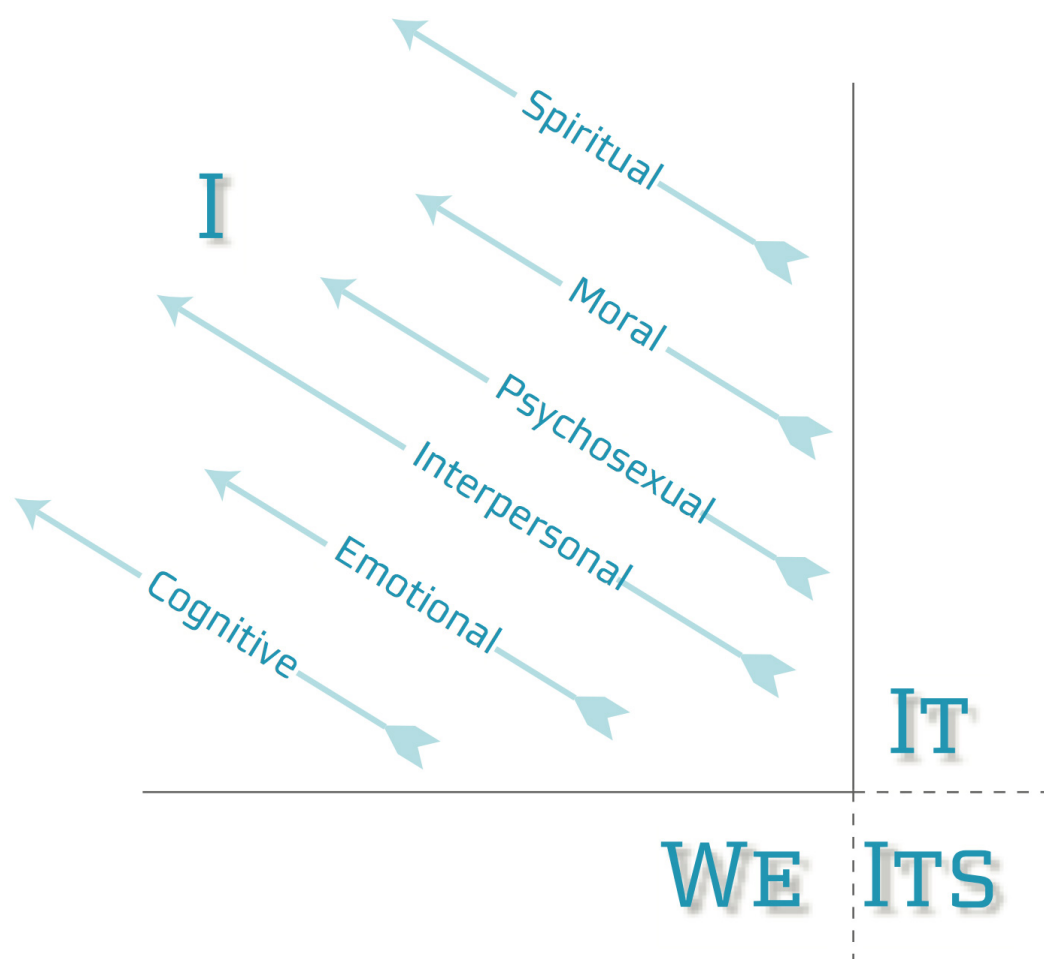 Spiritual
I
Moral
Psychosexual
Interpersonal
Emotional
Cognitive
IT
WE
ITS